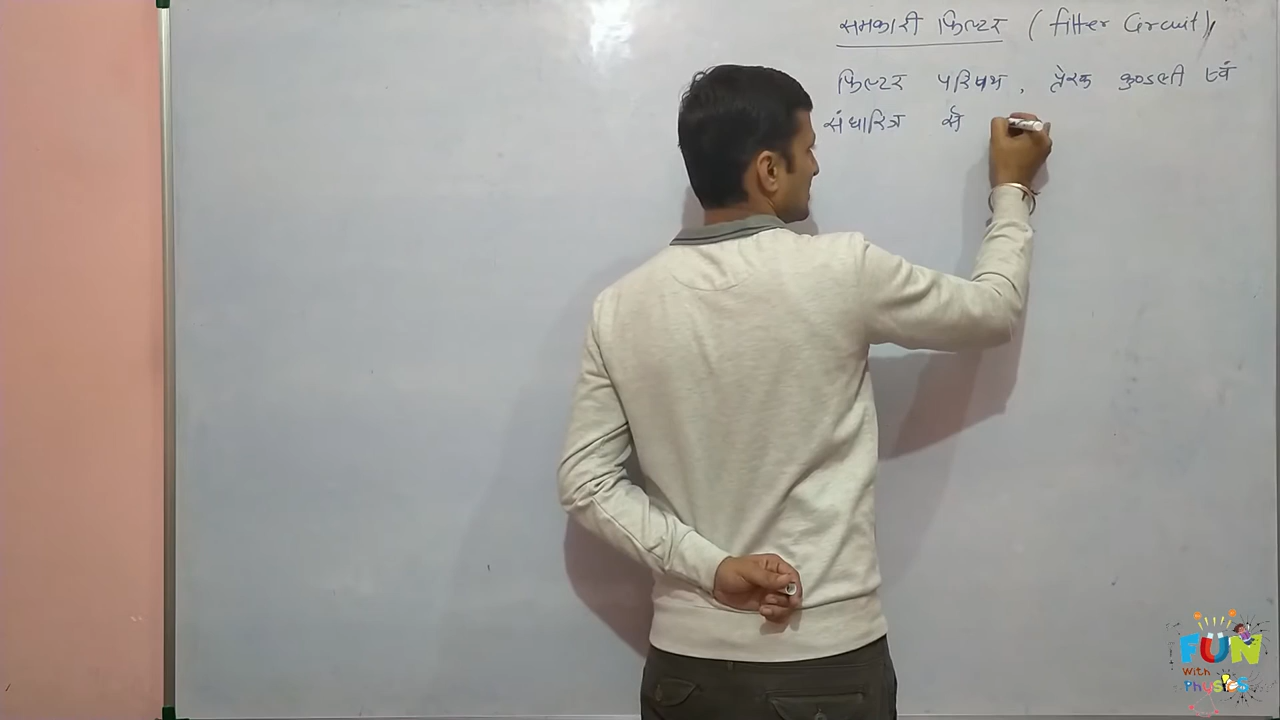 समकारी फिल्टर (filter Circuit)
फिल्टर परिपथ, प्रेरक कुण्डली एवं
संधारित्र से
FUN
With
Physics